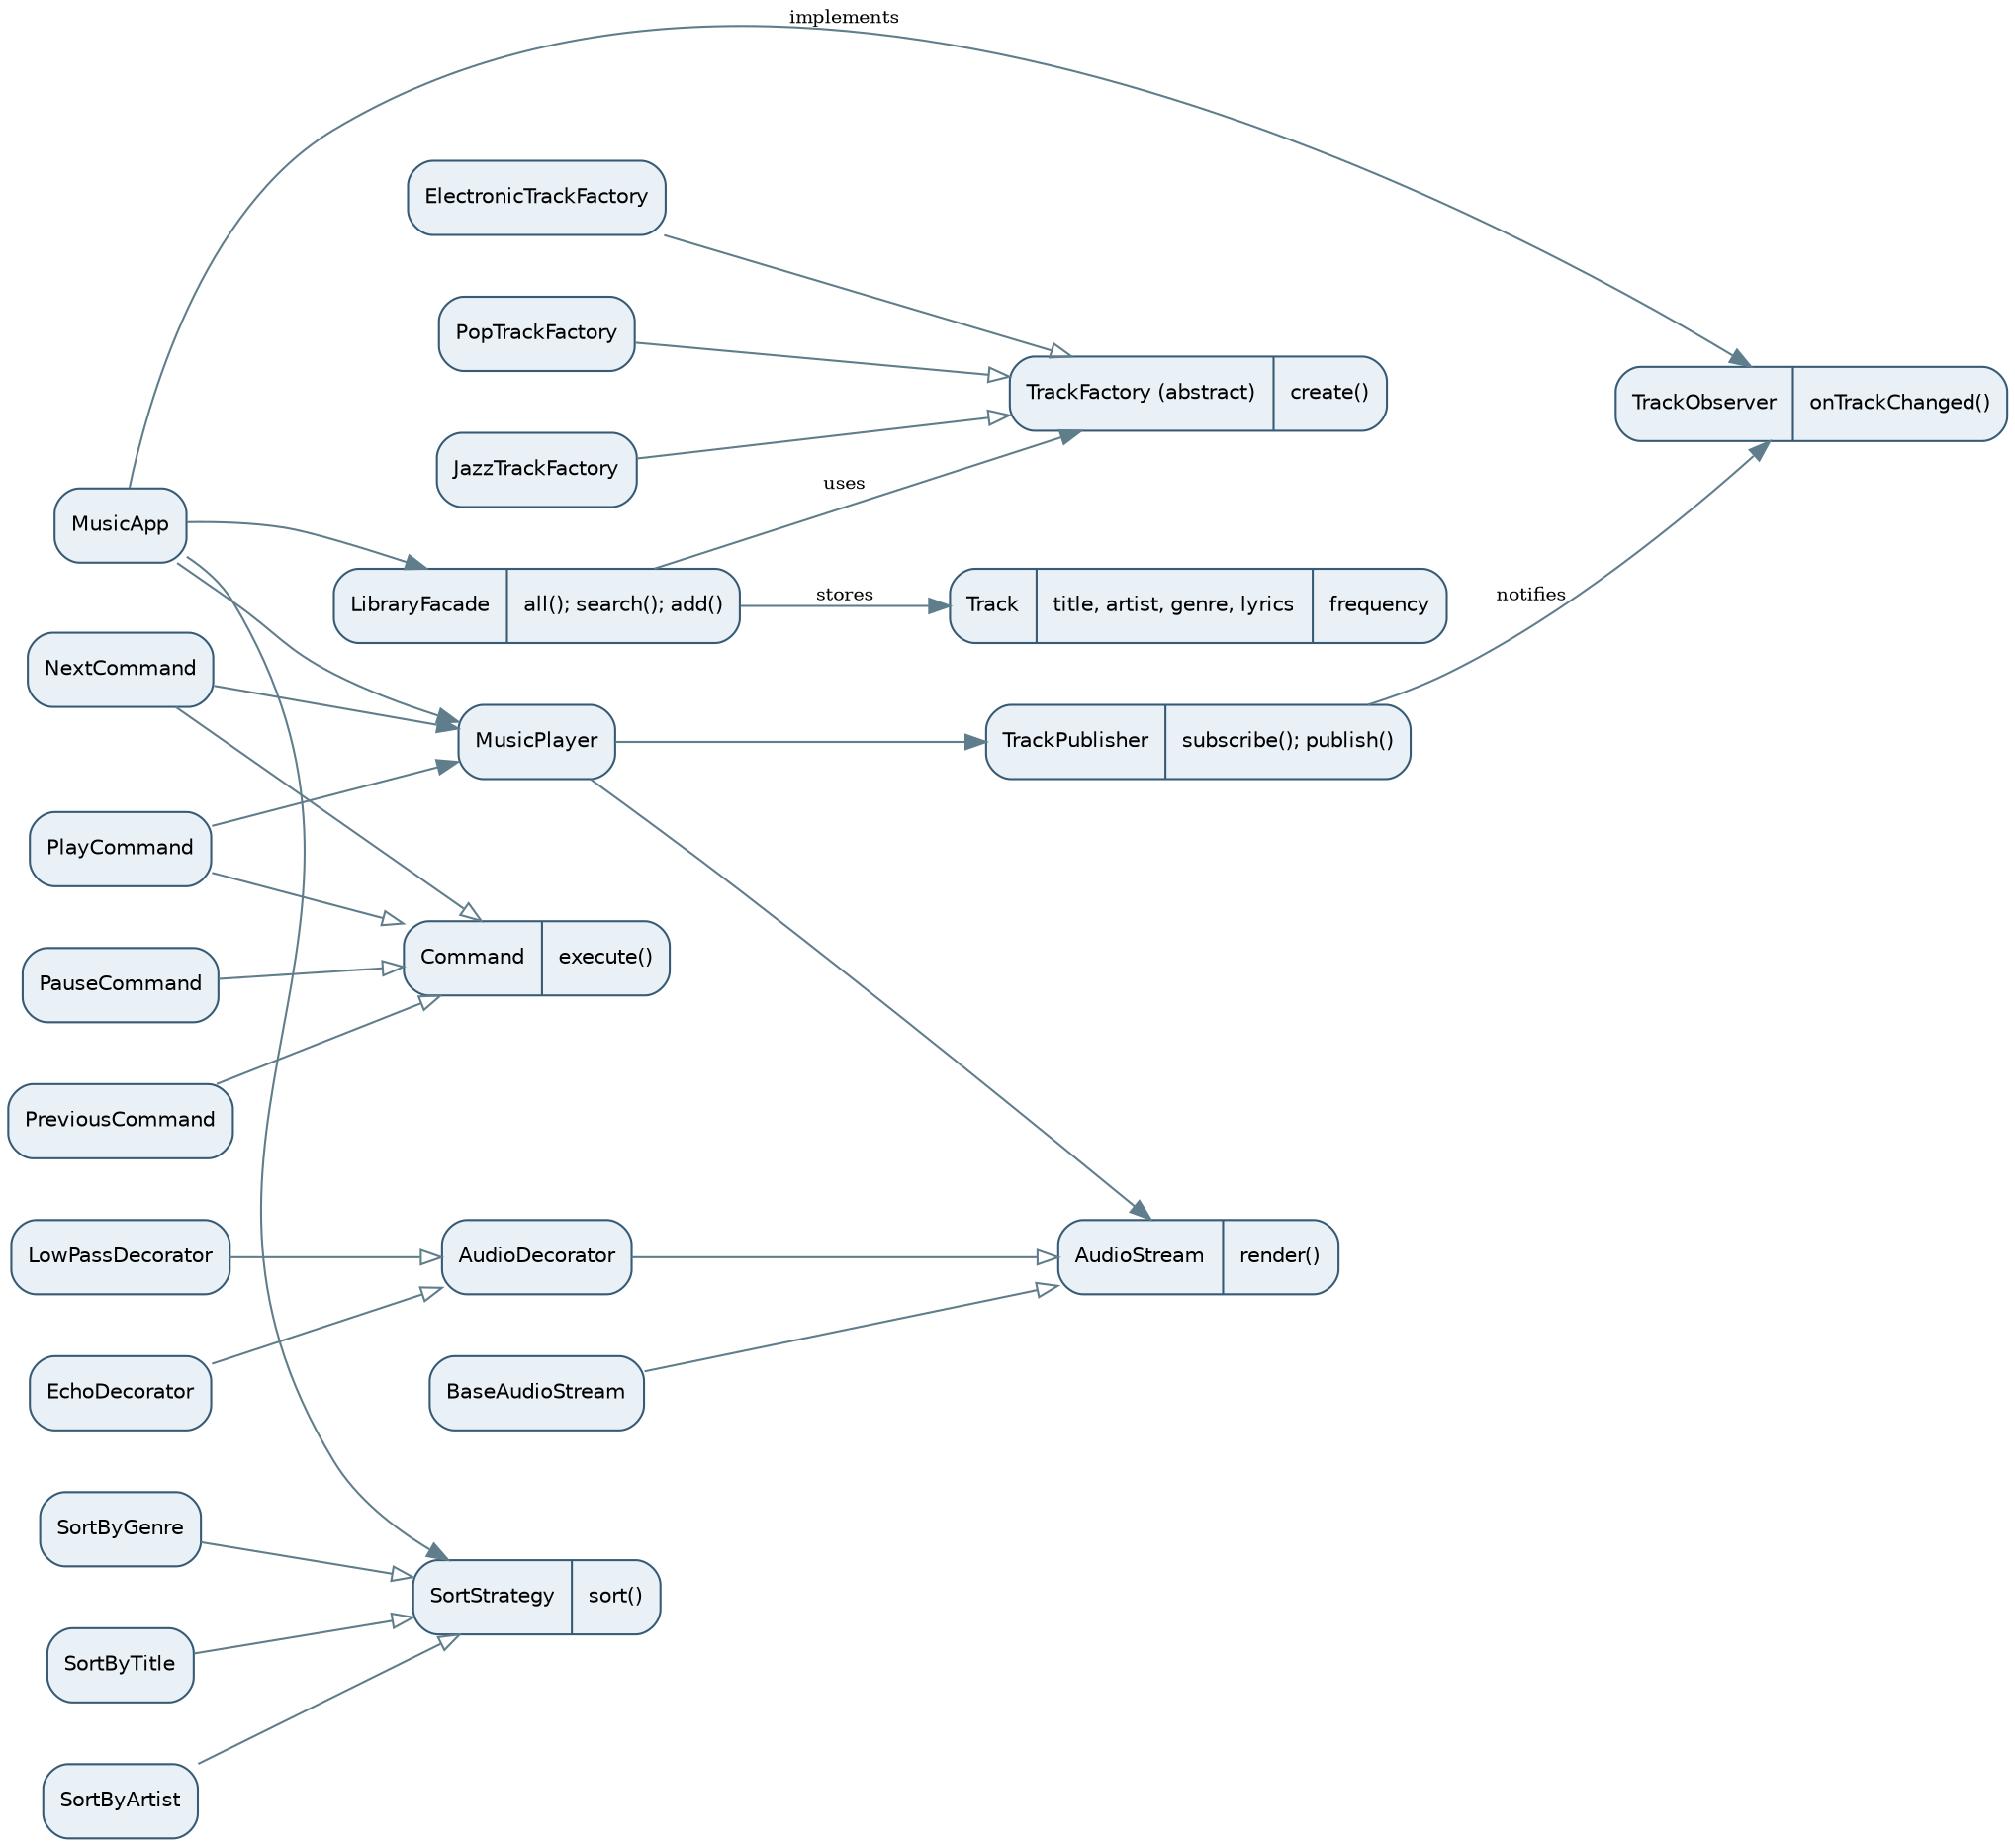 implements
ElectronicTrackFactory
PopTrackFactory
TrackFactory (abstract) create()
TrackObserver onTrackChanged()
JazzTrackFactory
uses
MusicApp
LibraryFacade all(); search(); add()
stores
Track title, artist, genre, lyrics frequency
notifies
NextCommand
MusicPlayer
TrackPublisher subscribe(); publish()
PlayCommand
Command execute()
PauseCommand
PreviousCommand
LowPassDecorator
AudioDecorator
AudioStream render()
EchoDecorator
BaseAudioStream
SortByGenre
SortStrategy sort()
SortByTitle
SortByArtist